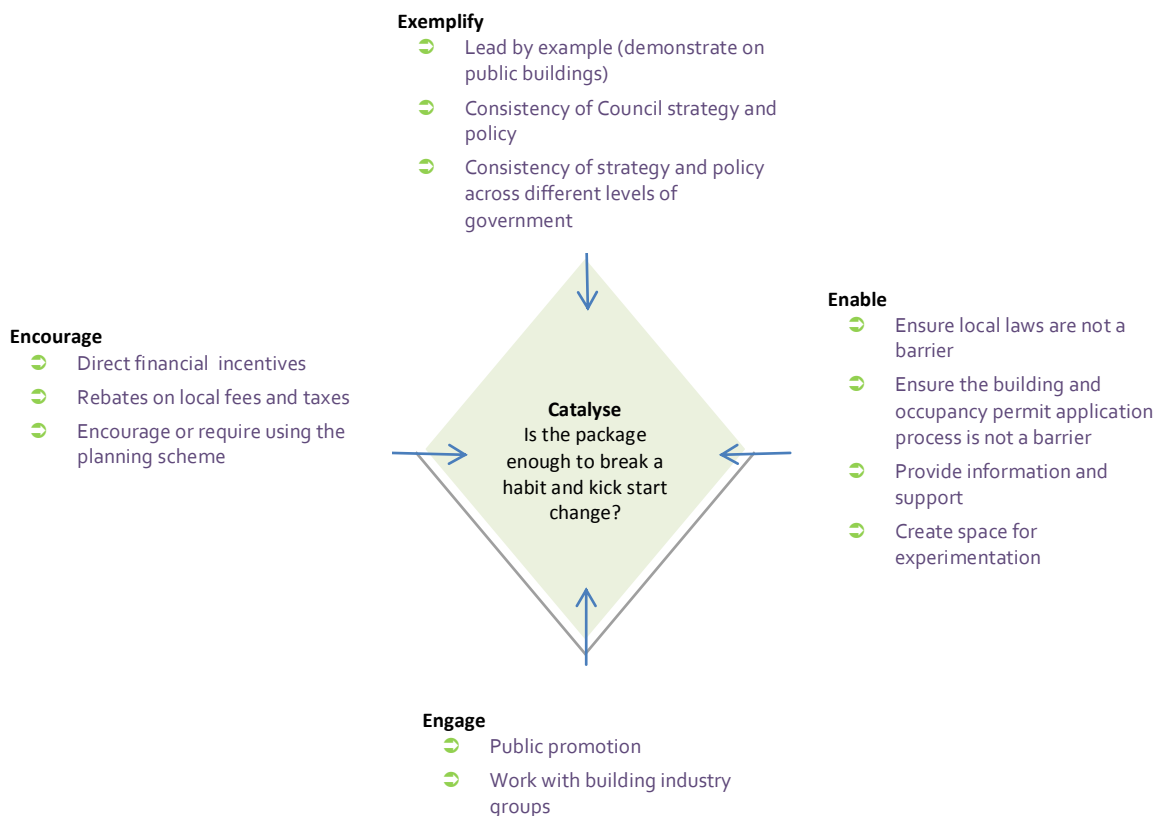 Exemplify
Lead by example (demonstrate on
public buildings)
Consistency of Council strategy and
policy
Consistency of strategy and policy
across different levels of
government
Encourage
Direct financial  incentives
Rebates on local fees and taxes
Encourage or require using the
planning scheme
Catalyse
Is the package
enough to break a
habit and kick start
change?
Enable
Ensure local laws are not a
barrier
Ensure the building and
occupancy permit application
process is not a barrier
Provide information and
support
Create space for
experimentation
Engage
Public promotion
Work with building industry
groups